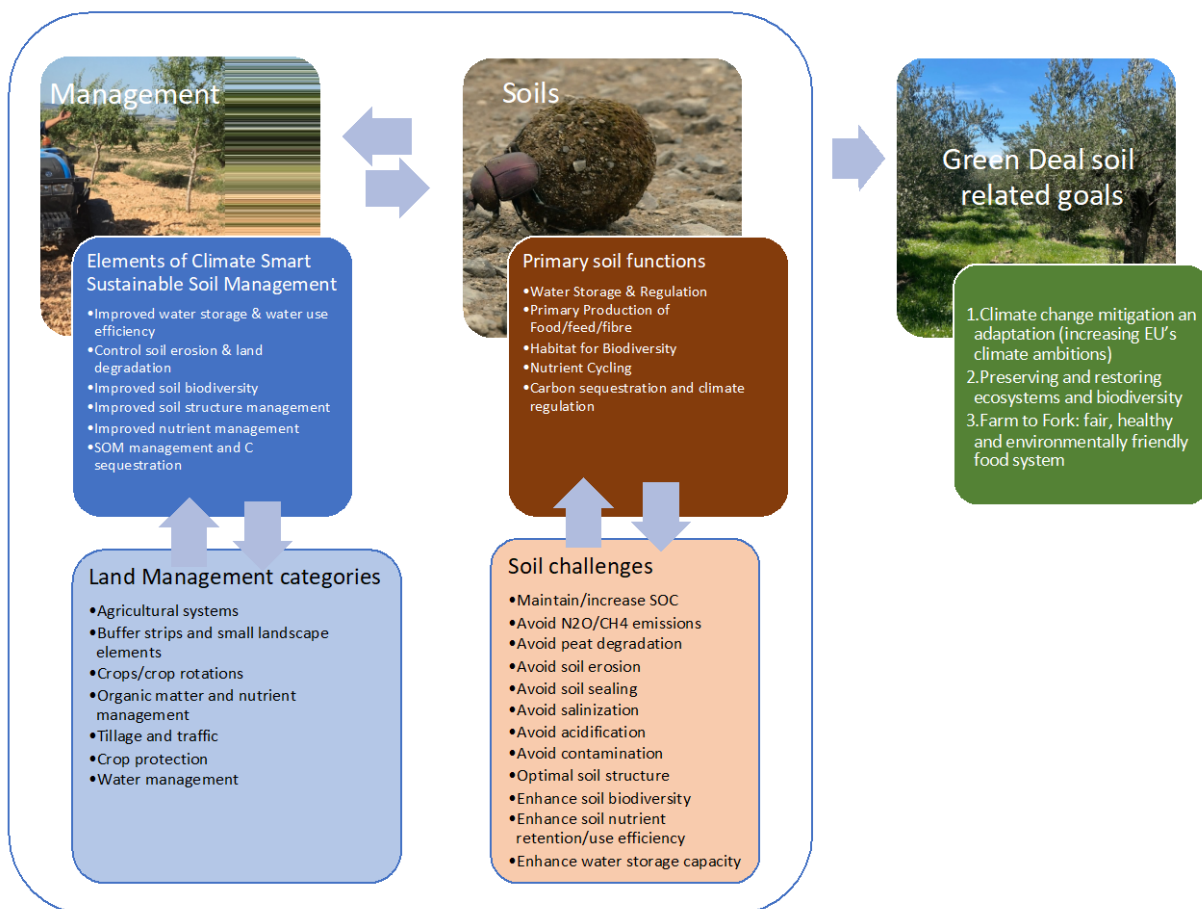 Management
Elements of Climate Smart
Sustainable Soil Management
•Improved water storage & water use
efficiency
•Control soil erosion & land
degradation
•Improved soil biodiversity
•Improved soil structure management
•Improved nutrient management
•SOM management and C
sequestration
Land Management categories
•Agricultural systems
•Buffer strips and small landscape
elements
•Crops/crop rotations
•Organic matter and nutrient
management
•Tillage and traffic
•Crop protection
•Water management
Soils
Primary soil functions
•Water Storage & Regulation
•Primary Production of
Food/feed/fibre
•Habitat for Biodiversity
•Nutrient Cycling
•Carbon sequestration and climate
regulation
Soil challenges
•Maintain/increase SOC
•Avoid N2O/CH4 emissions
•Avoid peat degradation
•Avoid soil erosion
•Avoid soil sealing
•Avoid salinization
•Avoid acidification
•Avoid contamination
•Optimal soil structure
•Enhance soil biodiversity
•Enhance soil nutrient
retention/use efficiency
•Enhance water storage capacity
Green Deal soil
related goals
1.Climate change mitigation an
adaptation (increasing EU's
climate ambitions)
2.Preserving and restoring
ecosystems and biodiversity
3.Farm to Fork: fair, healthy
and environmentally friendly
food system